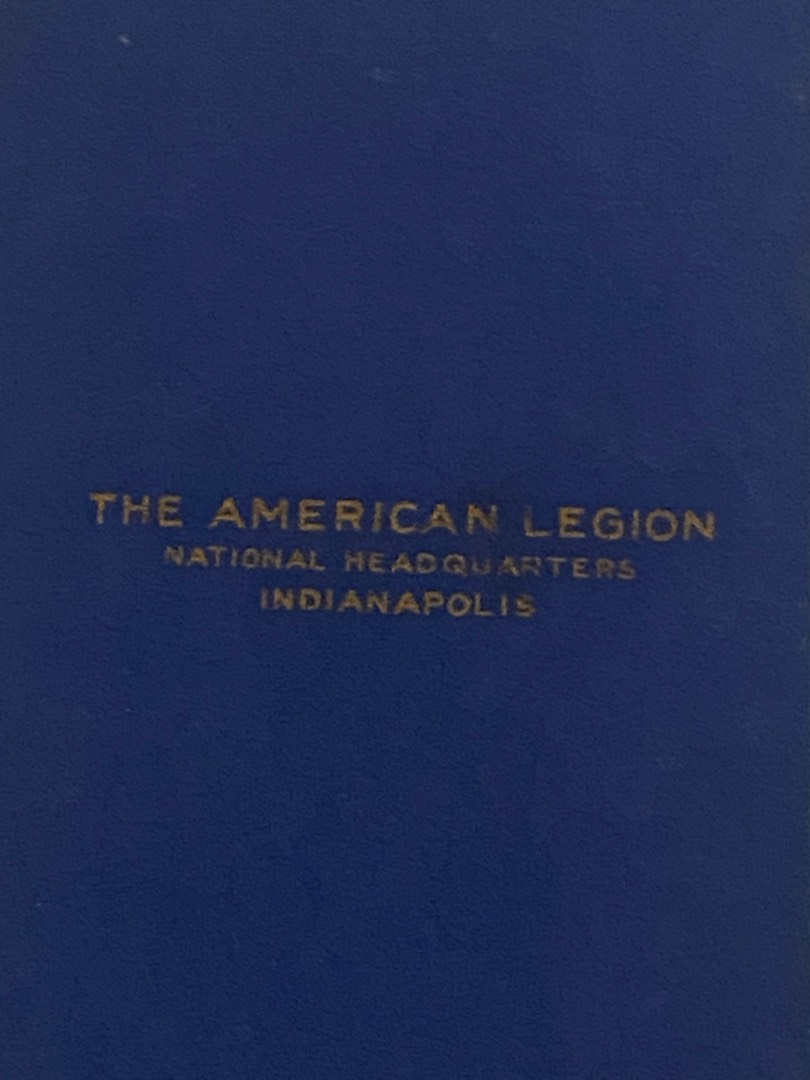 THE AMERICAN LEGION
NATIONAL HEADQUARTERS
INDIANAPOLIS